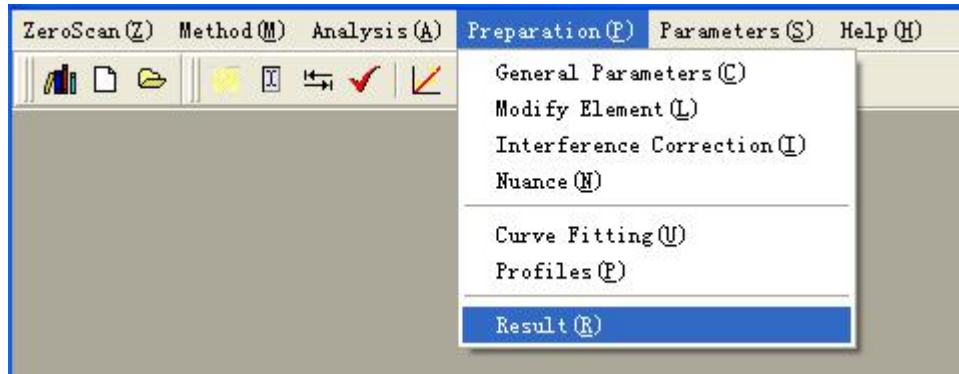 ZeroScan(Z) Method(M) Analysis(A) Preparation(P) Parameters(S) Help(H)
General Parameters(C)
Modify Element(L)
Interference Correction(I)
Nuance(N)
Curve Fitting(U)
Profiles(P)
Result(R)